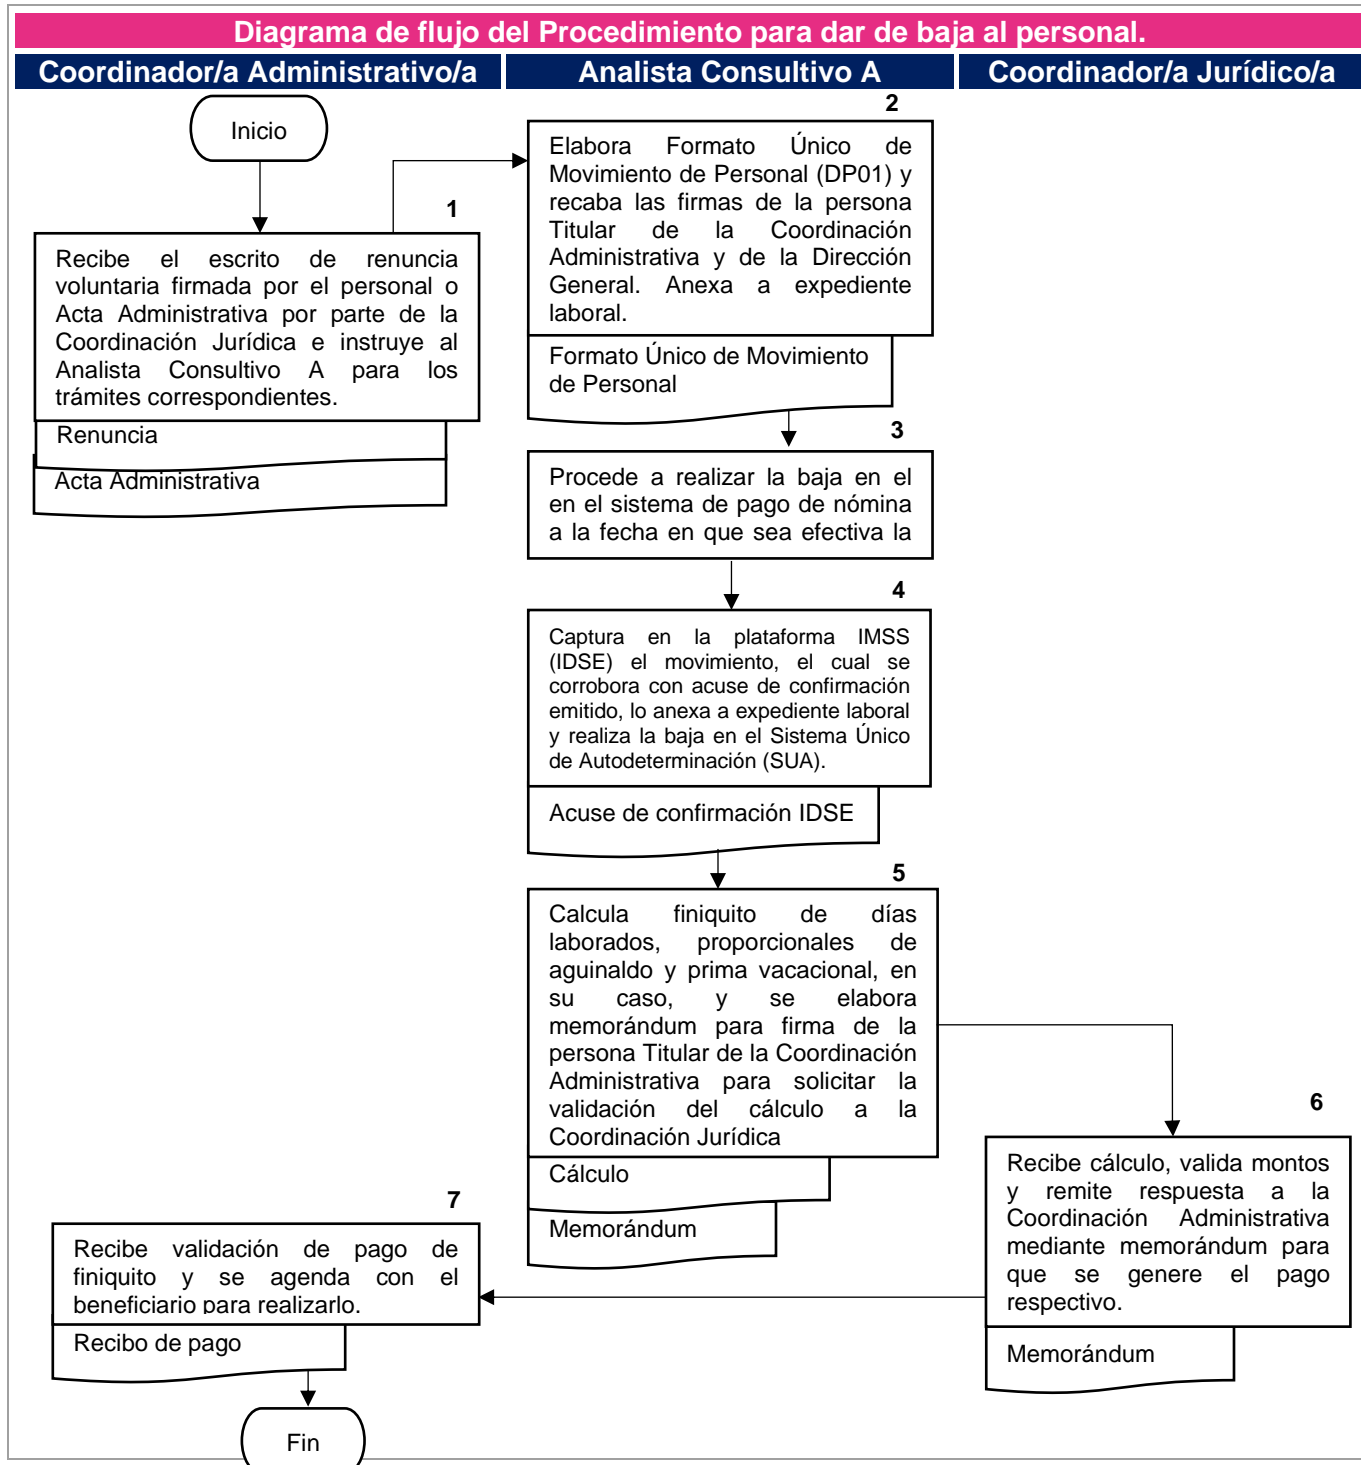 Diagrama de flujo del Procedimiento para dar de baja al personal.
Coordinador/a Administrativo/a
Analista Consultivo A
Coordinador/a Jurídico/a
Inicio
1
Recibe el escrito de renuncia
voluntaria firmada por el personal o
Acta Administrativa por parte de la
Coordinación Jurídica e instruye al
Analista Consultivo A para los
trámites correspondientes.
Renuncia
Acta Administrativa
2
Elabora Formato Único de
Movimiento de Personal (DP01) y
recaba las firmas de la persona
Titular de la Coordinación
Administrativa y de la Dirección
General. Anexa a expediente
laboral.
Formato Único de Movimiento
de Personal
3
Procede a realizar la baja en el
en el sistema de pago de nómina
a la fecha en que sea efectiva la
4
Captura en la plataforma IMSS
(IDSE) el movimiento, el cual se
corrobora con acuse de confirmación
emitido, lo anexa a expediente laboral
y realiza la baja en el Sistema Único
de Autodeterminación (SUA).
Acuse de confirmación IDSE
5
Calcula finiquito de días
laborados, proporcionales de
aguinaldo y prima vacacional, en
su caso, y se elabora
memorándum para firma de la
persona Titular de la Coordinación
Administrativa para solicitar la
validación del cálculo a la
Coordinación Jurídica
Cálculo
Memorándum
6
Recibe cálculo, valida montos
y remite respuesta a la
Coordinación Administrativa
mediante memorándum para
que se genere el pago
respectivo.
Memorándum
7
Recibe validación de pago de
finiquito y se agenda con el
beneficiario para realizarlo.
Recibo de pago
Fin